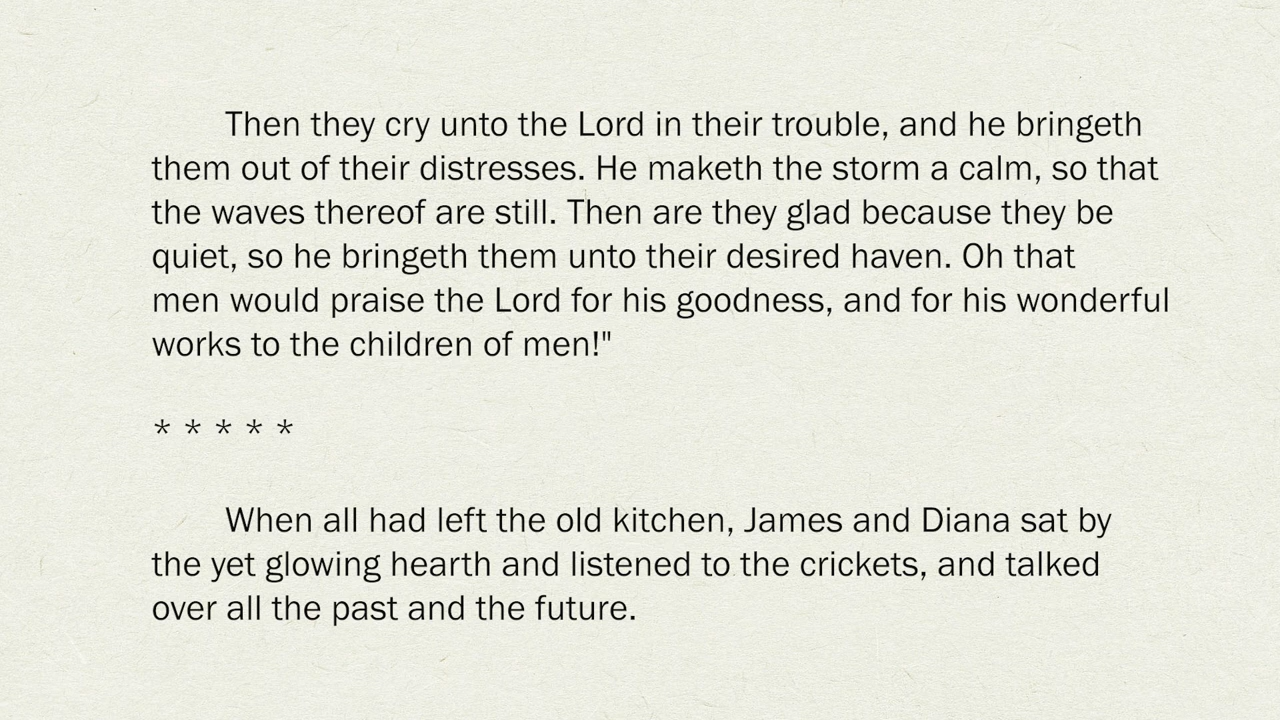 Then they cry unto the Lord in their trouble, and he bringeth
them out of their distresses. He maketh the storm a calm, so that
the waves thereof are still. Then are they glad because they be
quiet, so he bringeth them unto their desired haven. Oh that
men would praise the Lord for his goodness, and for his wonderful
works to the children of men!"
* * * * *
When all had left the old kitchen, James and Diana sat by
the yet glowing hearth and listened to the crickets, and talked
over all the past and the future.